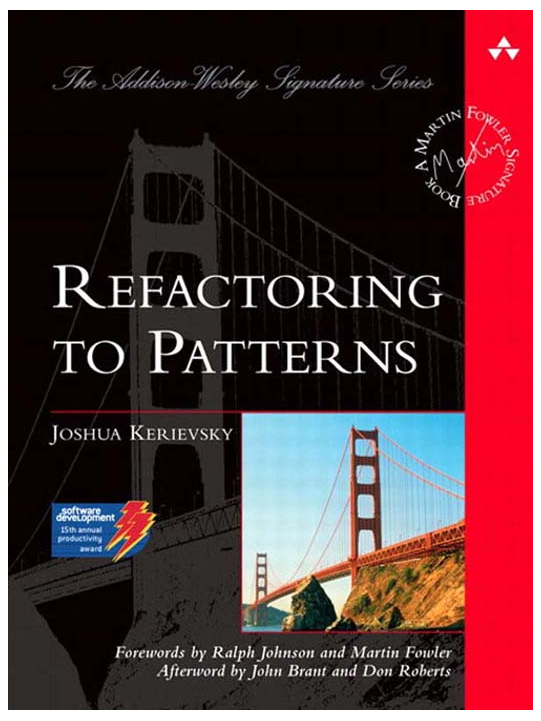 The Addison-Wesley Signature Series
A MARTIN FOWLER SIGNATURE BOOK
Martin
REFACTORING
TO PATTERNS
JOSHUA KERIEVSKY
software
development
15th annual
productivity
award
Forewords by Ralph Johnson and Martin Fowler
Afterword by John Brant and Don Roberts